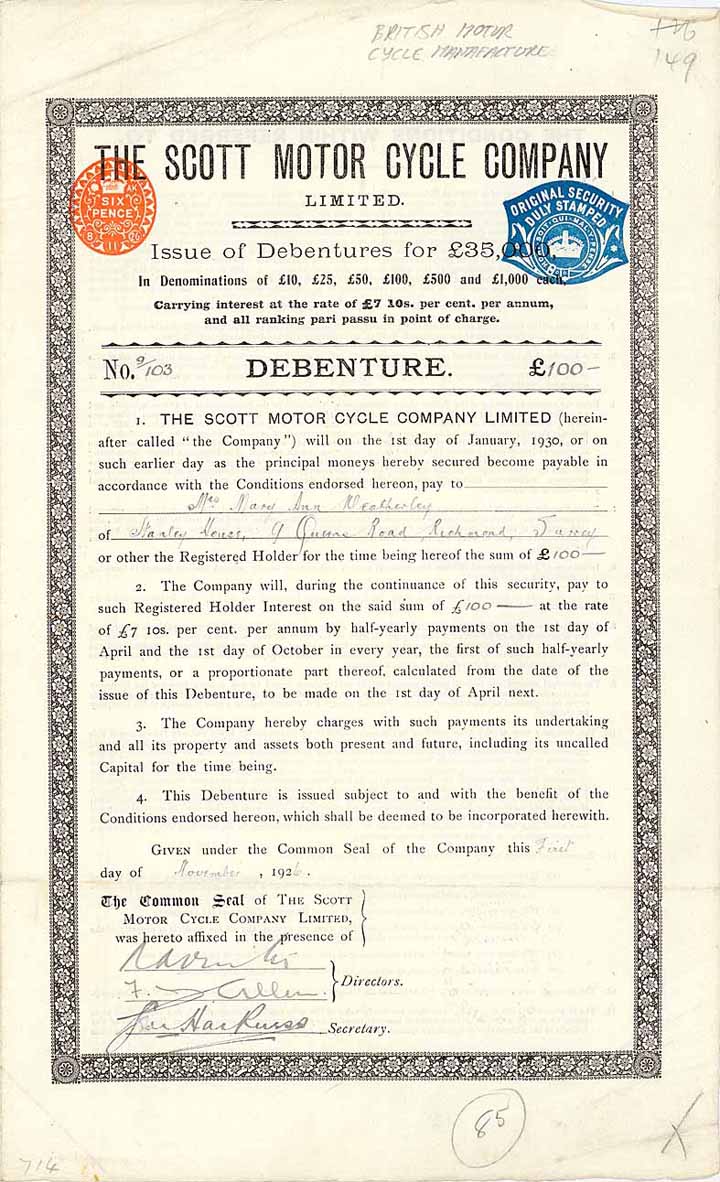 BRITISH MOTOR
CYCLE MANAFACTURE
149
THE SCOTT MOTOR CYCLE COMPANY
LIMITED.
SIX
PENCE
ORIGINAL SECURITY
DULY STAMPED
Issue of Debentures for £35,000,
In Denominations of £10, £25, £50, £100, £500 and £1,000 each,
Carrying interest at the rate of £7 10s. per cent. per annum,
and all ranking pari passu in point of charge.
No. 9/103 DEBENTURE. £100-
1. THE SCOTT MOTOR CYCLE COMPANY LIMITED (herein-
after called "the Company") will on the 1st day of January, 1930, or on
such earlier day as the principal moneys hereby secured become payable in
accordance with the Conditions endorsed hereon, pay to
Mrs Mary Ann Weatherley
of Stanley House, 9 Queens Road, Richmond, Surrey
or other the Registered Holder for the time being hereof the sum of £100—
2. The Company will, during the continuance of this security, pay to
such Registered Holder Interest on the said sum of £100 — at the rate
of £7 10s. per cent. per annum by half-yearly payments on the 1st day of
April and the 1st day of October in every year, the first of such half-yearly
payments, or a proportionate part thereof, calculated from the date of the
issue of this Debenture, to be made on the 1st day of April next.
3. The Company hereby charges with such payments its undertaking
and all its property and assets both present and future, including its uncalled
Capital for the time being.
4. This Debenture is issued subject to and with the benefit of the
Conditions endorsed hereon, which shall be deemed to be incorporated herewith.
GIVEN under the Common Seal of the Company this First
day of November, 1926.
The Common Seal of THE SCOTT
MOTOR CYCLE COMPANY LIMITED,
was hereto affixed in the presence of
Directors.
Secretary.
85
714